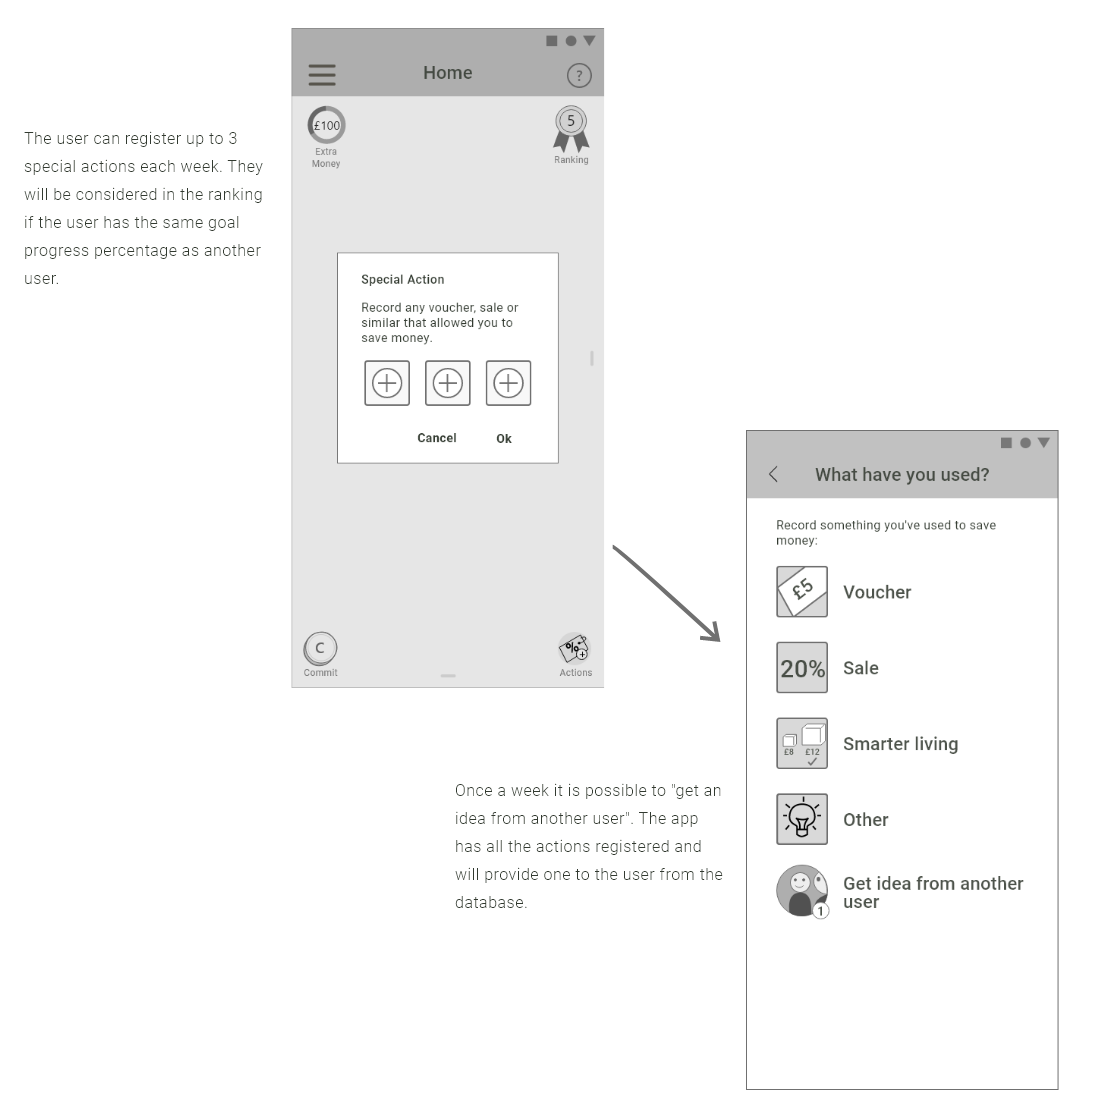 The user can register up to 3
special actions each week. They
will be considered in the ranking
if the user has the same goal
progress percentage as another
user.
Home
?
£100
Extra
Money
5
Ranking
Special Action
Record any voucher, sale or
similar that allowed you to
save money.
Cancel
Ok
C
Commit
%
Actions
What have you used?
Record something you've used to save
money:
£5
Voucher
20%
Sale
£8
£12
Smarter living
Other
1
Get idea from another
user
Once a week it is possible to "get an
idea from another user". The app
has all the actions registered and
will provide one to the user from the
database.